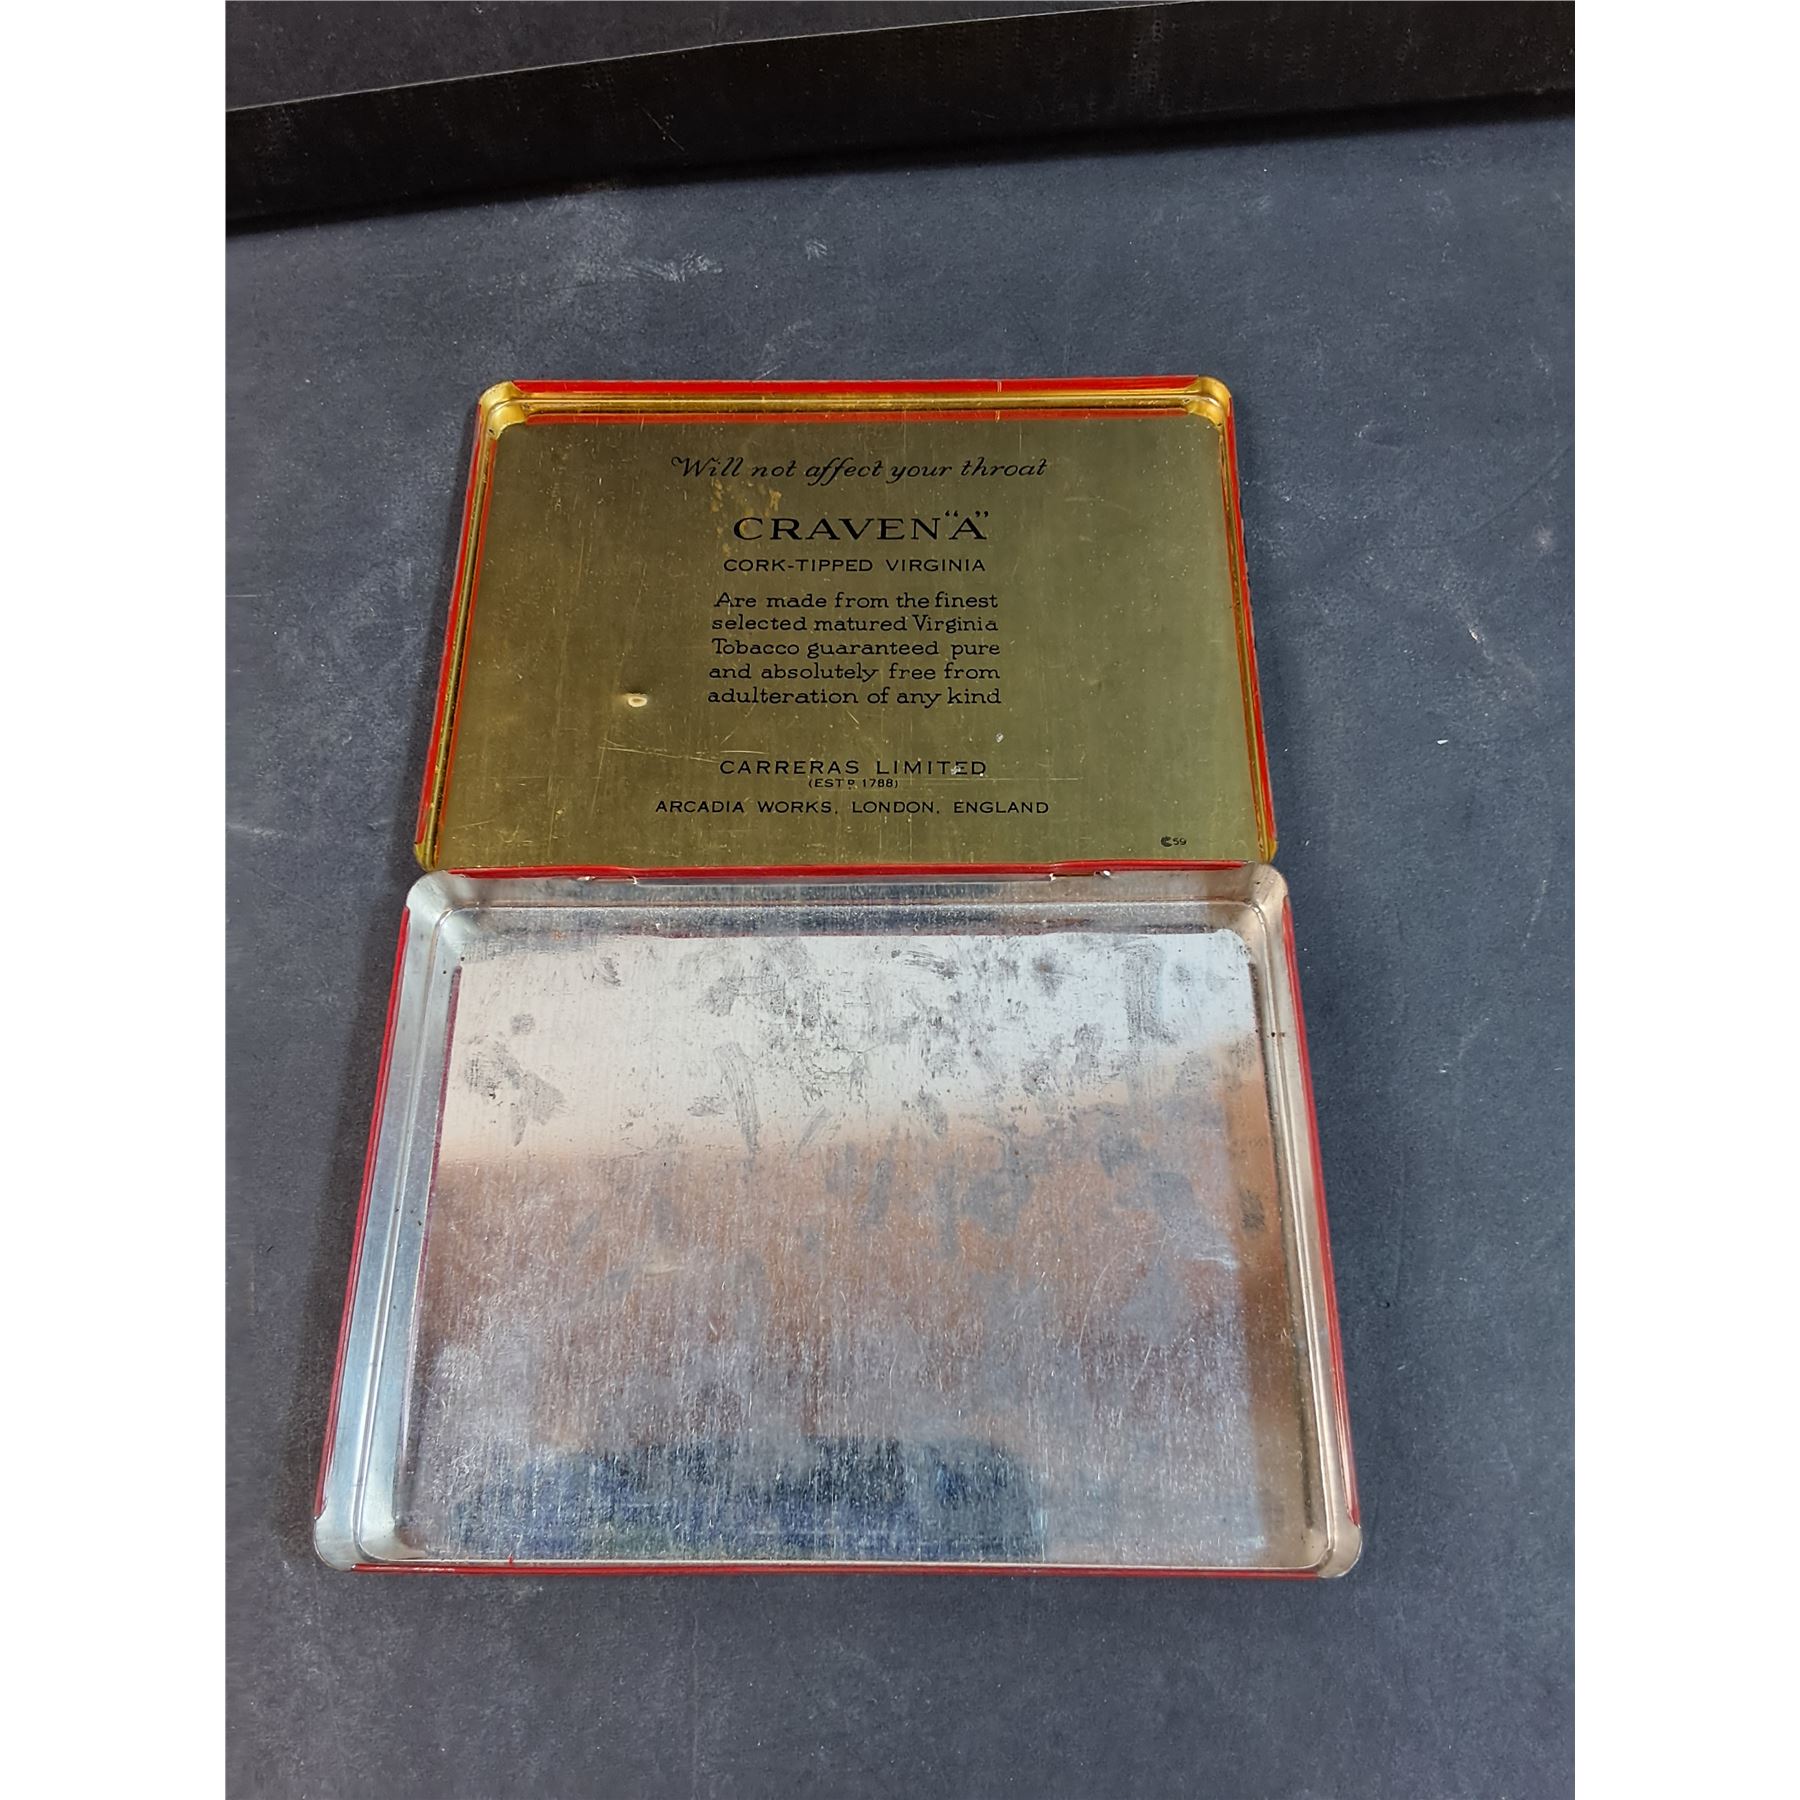 Will not affect your throat
CRAVEN "A"
CORK-TIPPED VIRGINIA
Are made from the finest
selected matured Virginia
Tobacco guaranteed pure
and absolutely free from
adulteration of any kind
CARRERAS LIMITED
(ESTD. 1788)
ARCADIA WORKS, LONDON, ENGLAND
C59